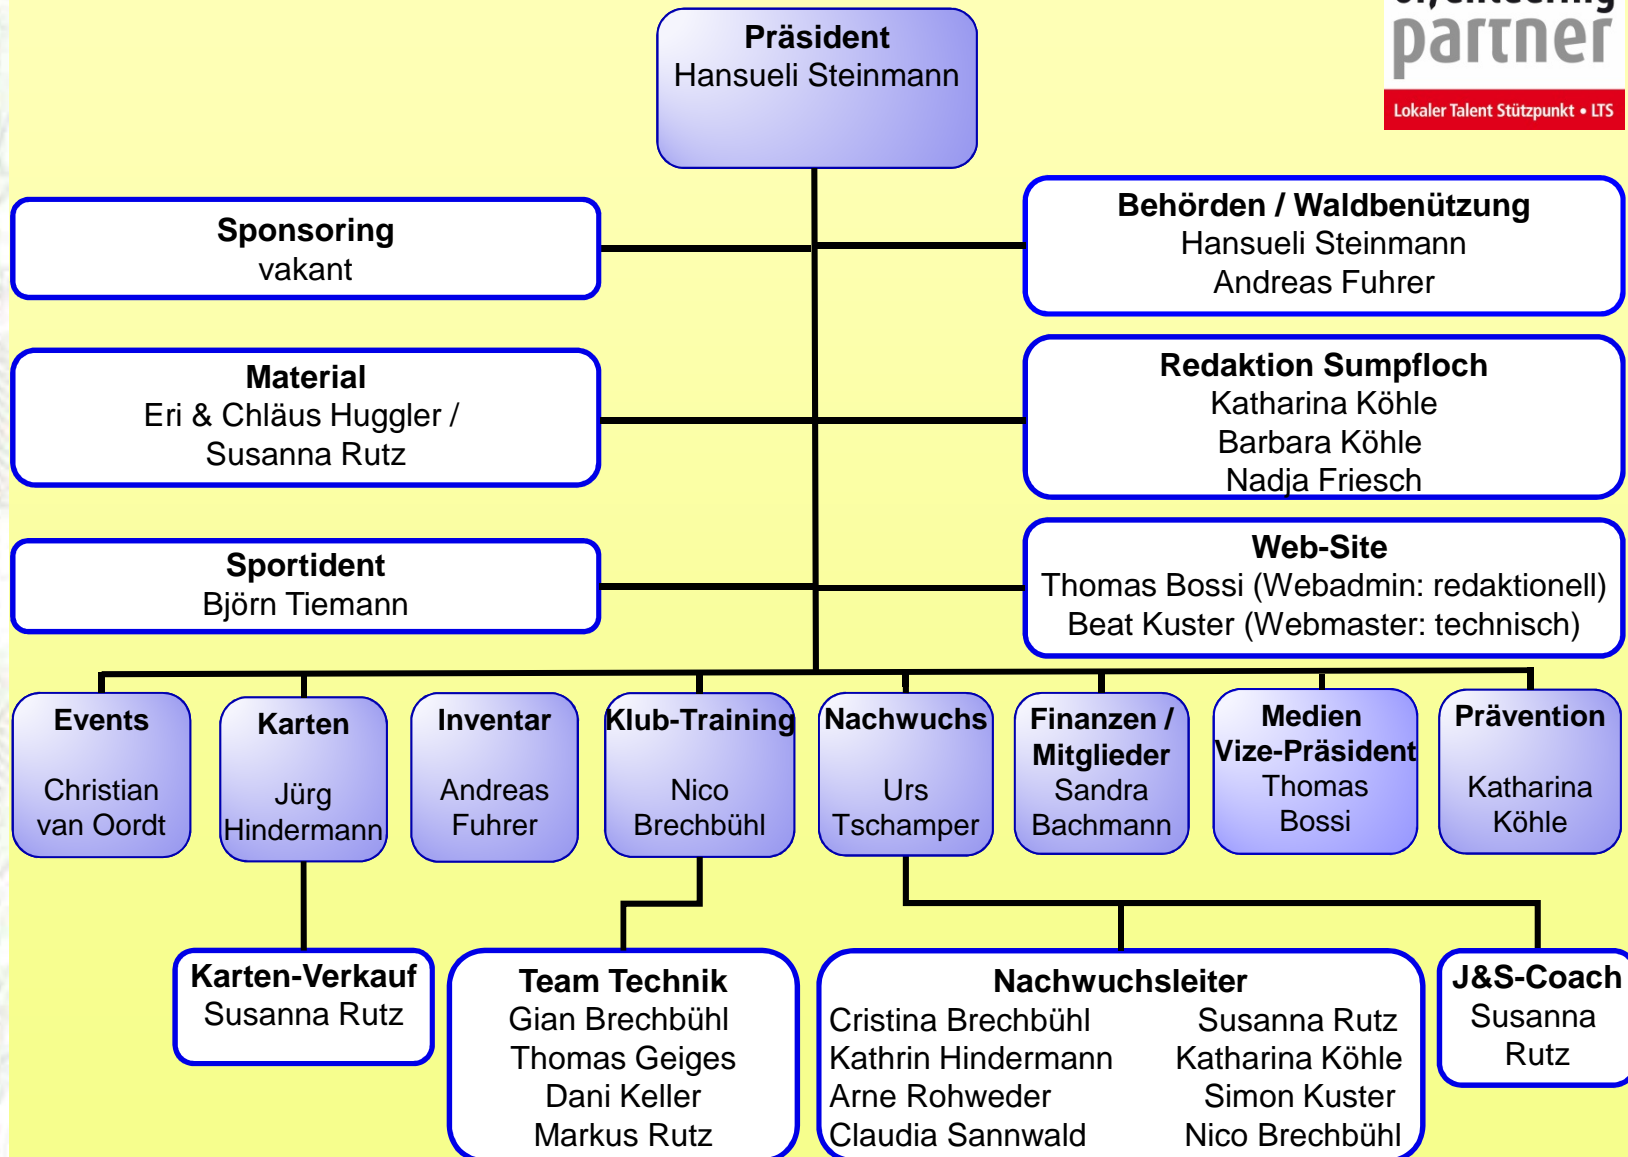 partner
Lokaler Talent Stützpunkt • LTS
Präsident
Hansueli Steinmann
Sponsoring
vakant
Behörden / Waldbenützung
Hansueli Steinmann
Andreas Fuhrer
Material
Eri & Chläus Huggler /
Susanna Rutz
Redaktion Sumpfloch
Katharina Köhle
Barbara Köhle
Nadja Friesch
Sportident
Björn Tiemann
Web-Site
Thomas Bossi (Webadmin: redaktionell)
Beat Kuster (Webmaster: technisch)
Events
Christian
van Oordt
Karten
Jürg
Hindermann
Inventar
Andreas
Fuhrer
Klub-Training
Nico
Brechbühl
Nachwuchs
Urs
Tschamper
Finanzen /
Mitglieder
Sandra
Bachmann
Medien
Vize-Präsident
Thomas
Bossi
Prävention
Katharina
Köhle
Karten-Verkauf
Susanna Rutz
Team Technik
Gian Brechbühl
Thomas Geiges
Dani Keller
Markus Rutz
Nachwuchsleiter
Cristina Brechbühl
Kathrin Hindermann
Arne Rohweder
Claudia Sannwald
Susanna Rutz
Katharina Köhle
Simon Kuster
Nico Brechbühl
J&S-Coach
Susanna
Rutz